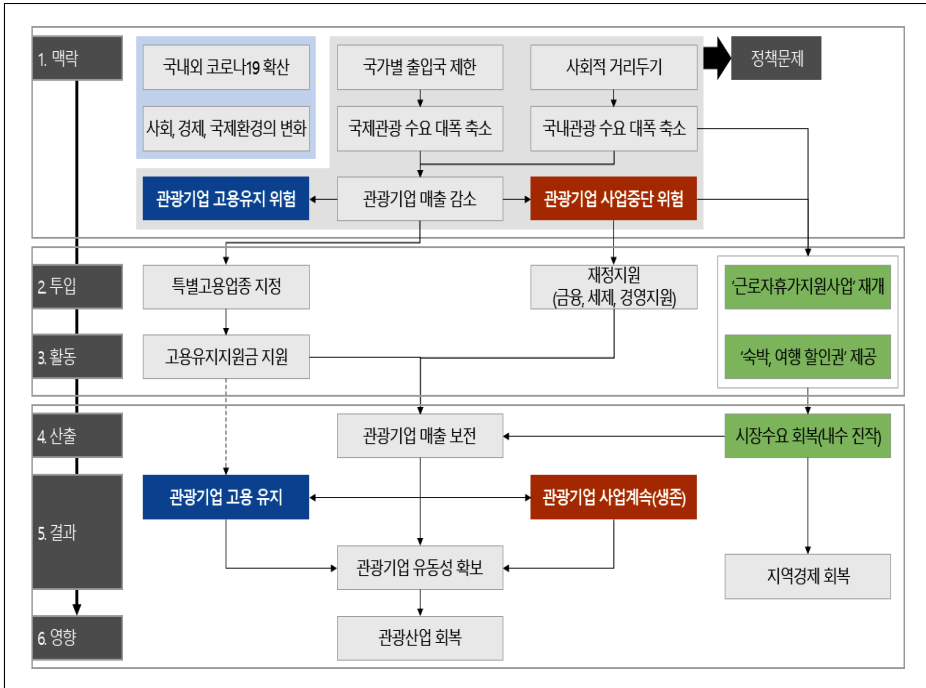 1. 맥락
국내외 코로나19 확산
국가별 출입국 제한
사회적 거리두기
정책문제
사회, 경제, 국제환경의 변화
국제관광 수요 대폭 축소
국내관광 수요 대폭 축소
관광기업 고용유지 위험
관광기업 매출 감소
관광기업 사업중단 위험
2. 투입
특별고용업종 지정
재정지원
(금융, 세제, 경영지원)
‘근로자휴가지원사업’ 재개
3. 활동
고용유지지원금 지원
‘숙박, 여행 할인권’ 제공
4. 산출
관광기업 매출 보전
시장수요 회복(내수 진작)
5. 결과
관광기업 고용 유지
관광기업 사업계속(생존)
관광기업 유동성 확보
지역경제 회복
6. 영향
관광산업 회복